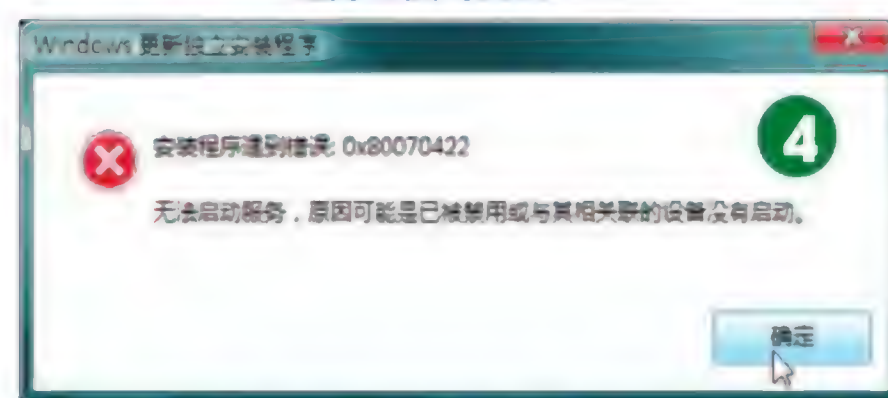 Windows 更新独立安装程序
4
安装程序遇到错误: 0x80070422
无法启动服务，原因可能是已被禁用或与其相关联的设备没有启动。
确定